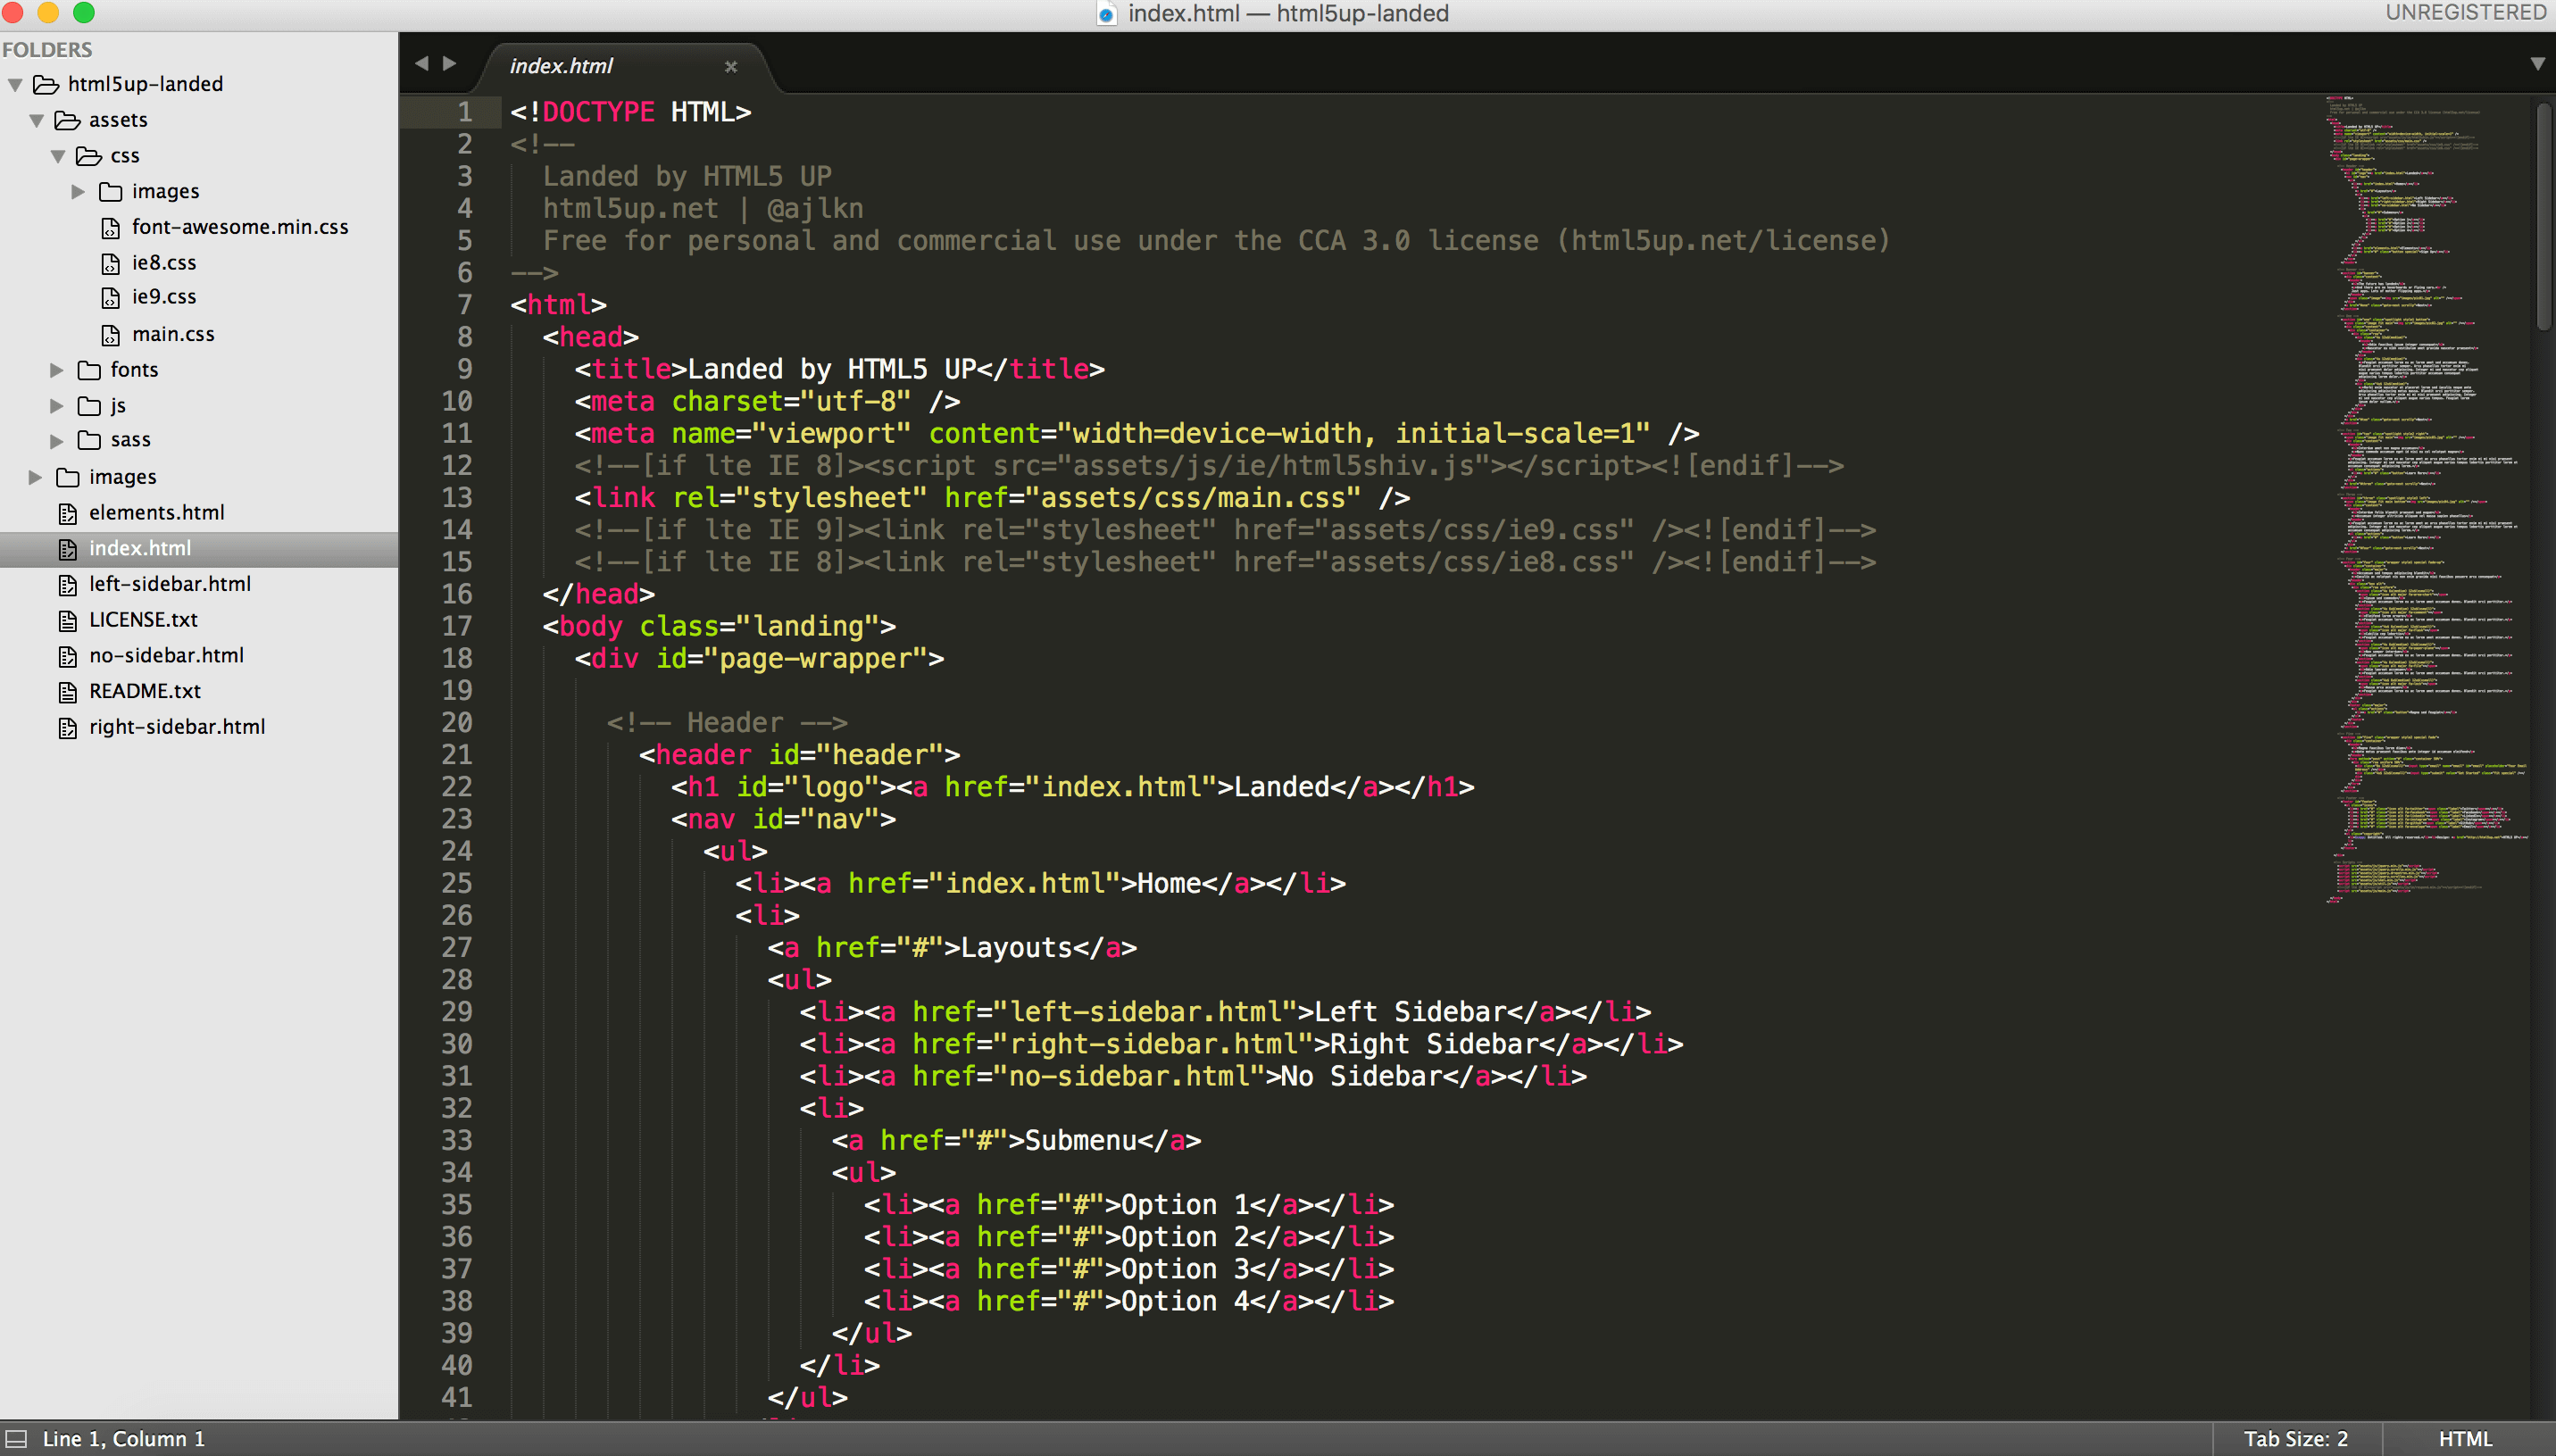 index.html — html5up-landed
UNREGISTERED
FOLDERS
html5up-landed
assets
css
images
font-awesome.min.css
ie8.css
ie9.css
main.css
fonts
js
sass
images
elements.html
index.html
left-sidebar.html
LICENSE.txt
no-sidebar.html
README.txt
right-sidebar.html
index.html
1 <!DOCTYPE HTML>
2 <!--
3 Landed by HTML5 UP
4 html5up.net | @ajlkn
5 Free for personal and commercial use under the CCA 3.0 license (html5up.net/license)
6 -->
7 <html>
8 <head>
9 <title>Landed by HTML5 UP</title>
10 <meta charset="utf-8" />
11 <meta name="viewport" content="width=device-width, initial-scale=1" />
12 <!--[if lte IE 8]><script src="assets/js/ie/html5shiv.js"></script><![endif]-->
13 <link rel="stylesheet" href="assets/css/main.css" />
14 <!--[if lte IE 9]><link rel="stylesheet" href="assets/css/ie9.css" /><![endif]-->
15 <!--[if lte IE 8]><link rel="stylesheet" href="assets/css/ie8.css" /><![endif]-->
16 </head>
17 <body class="landing">
18 <div id="page-wrapper">
19
20 <!-- Header -->
21 <header id="header">
22 <h1 id="logo"><a href="index.html">Landed</a></h1>
23 <nav id="nav">
24 <ul>
25 <li><a href="index.html">Home</a></li>
26 <li>
27 <a href="#">Layouts</a>
28 <ul>
29 <li><a href="left-sidebar.html">Left Sidebar</a></li>
30 <li><a href="right-sidebar.html">Right Sidebar</a></li>
31 <li><a href="no-sidebar.html">No Sidebar</a></li>
32 <li>
33 <a href="#">Submenu</a>
34 <ul>
35 <li><a href="#">Option 1</a></li>
36 <li><a href="#">Option 2</a></li>
37 <li><a href="#">Option 3</a></li>
38 <li><a href="#">Option 4</a></li>
39 </ul>
40 </li>
41 </ul>
Line 1, Column 1
Tab Size: 2
HTML